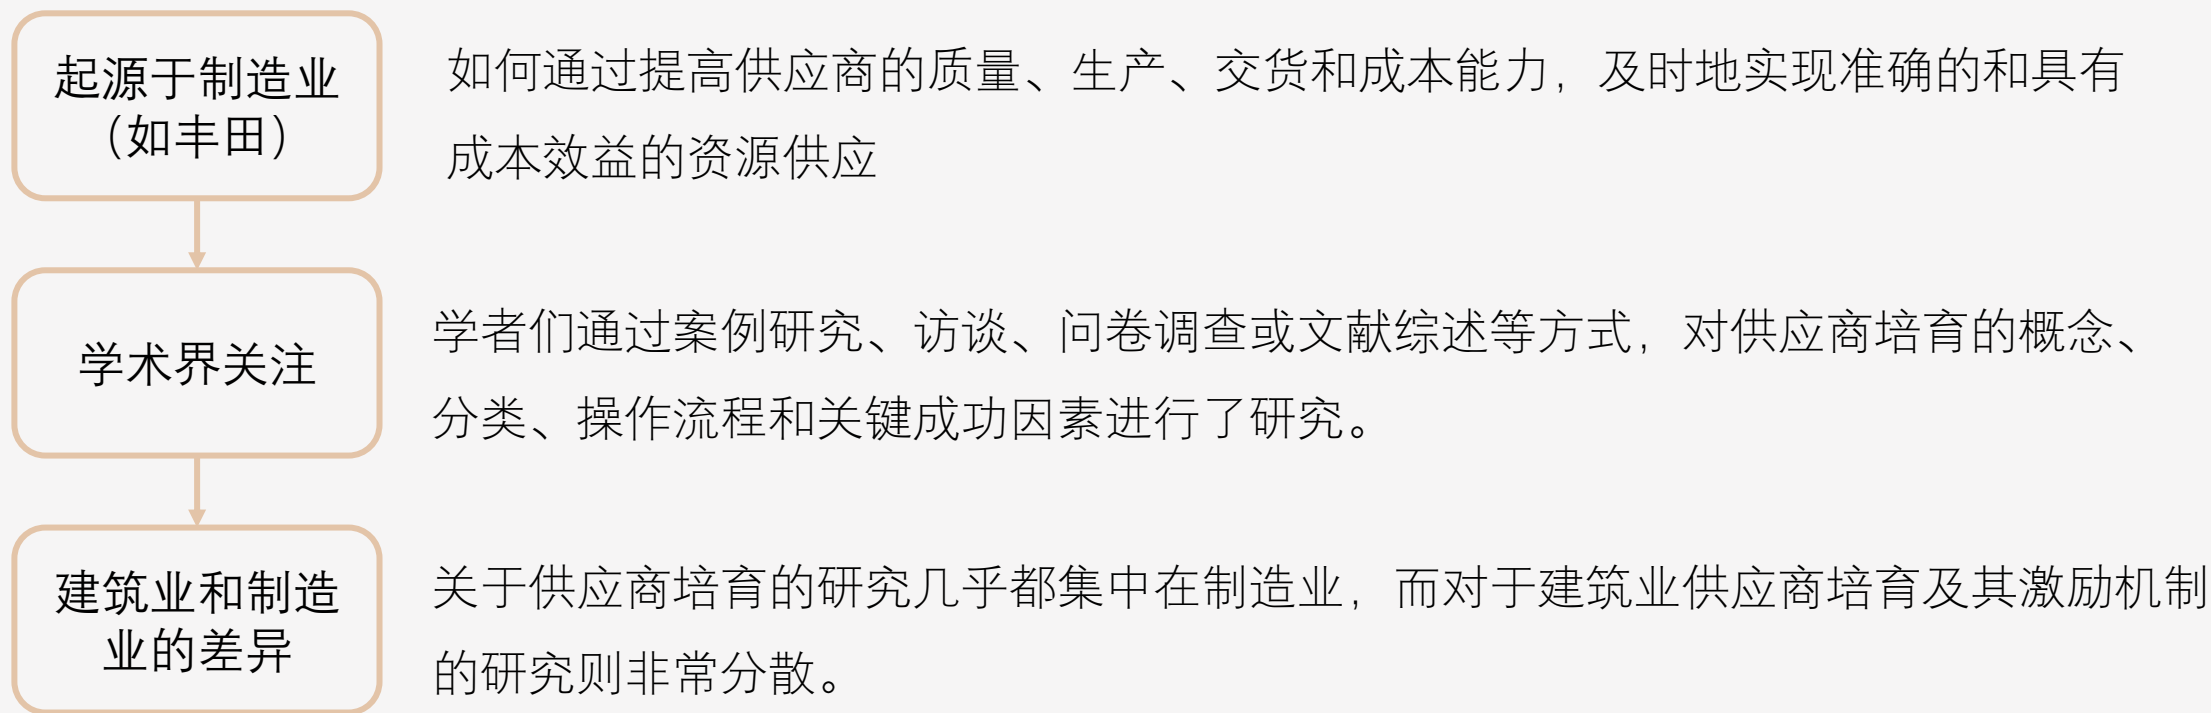 起源于制造业
（如丰田）
如何通过提高供应商的质量、生产、交货和成本能力，及时地实现准确的和具有
成本效益的资源供应
学术界关注
学者们通过案例研究、访谈、问卷调查或文献综述等方式，对供应商培育的概念、
分类、操作流程和关键成功因素进行了研究。
建筑业和制造
业的差异
关于供应商培育的研究几乎都集中在制造业，而对于建筑业供应商培育及其激励机制
的研究则非常分散。